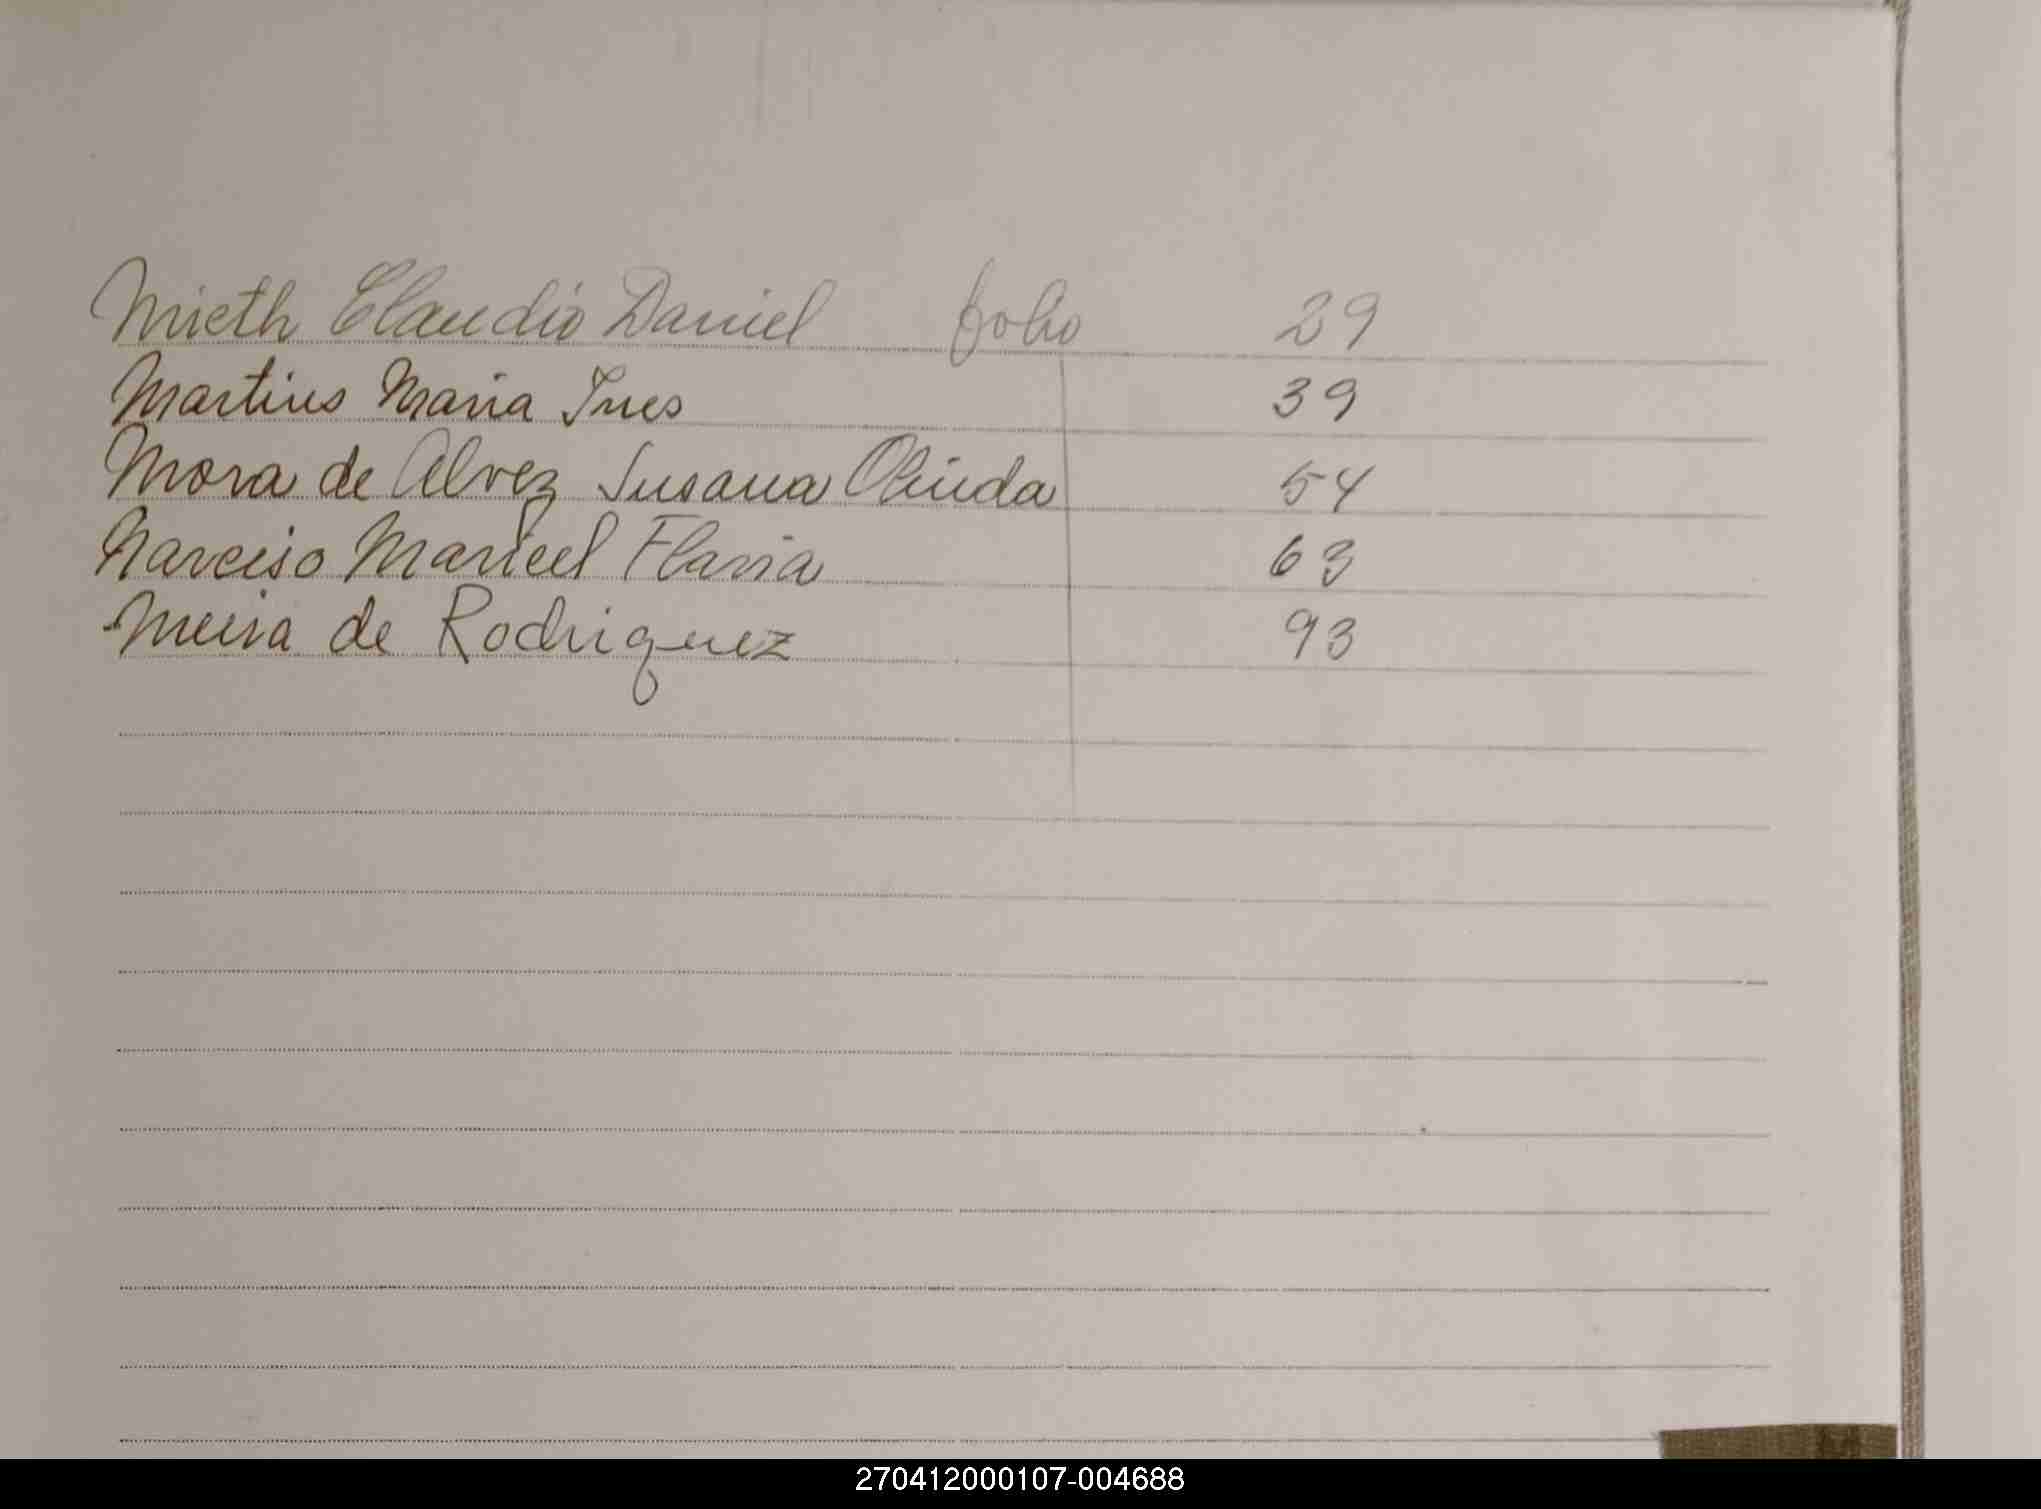 Mieth Claudio Daniel folio 29
Martins Maria Ines 39
Mora de Alvez Susana Olinda 54
Narciso Maricel Flavia 63
Meira de Rodriguez 93
270412000107-004688